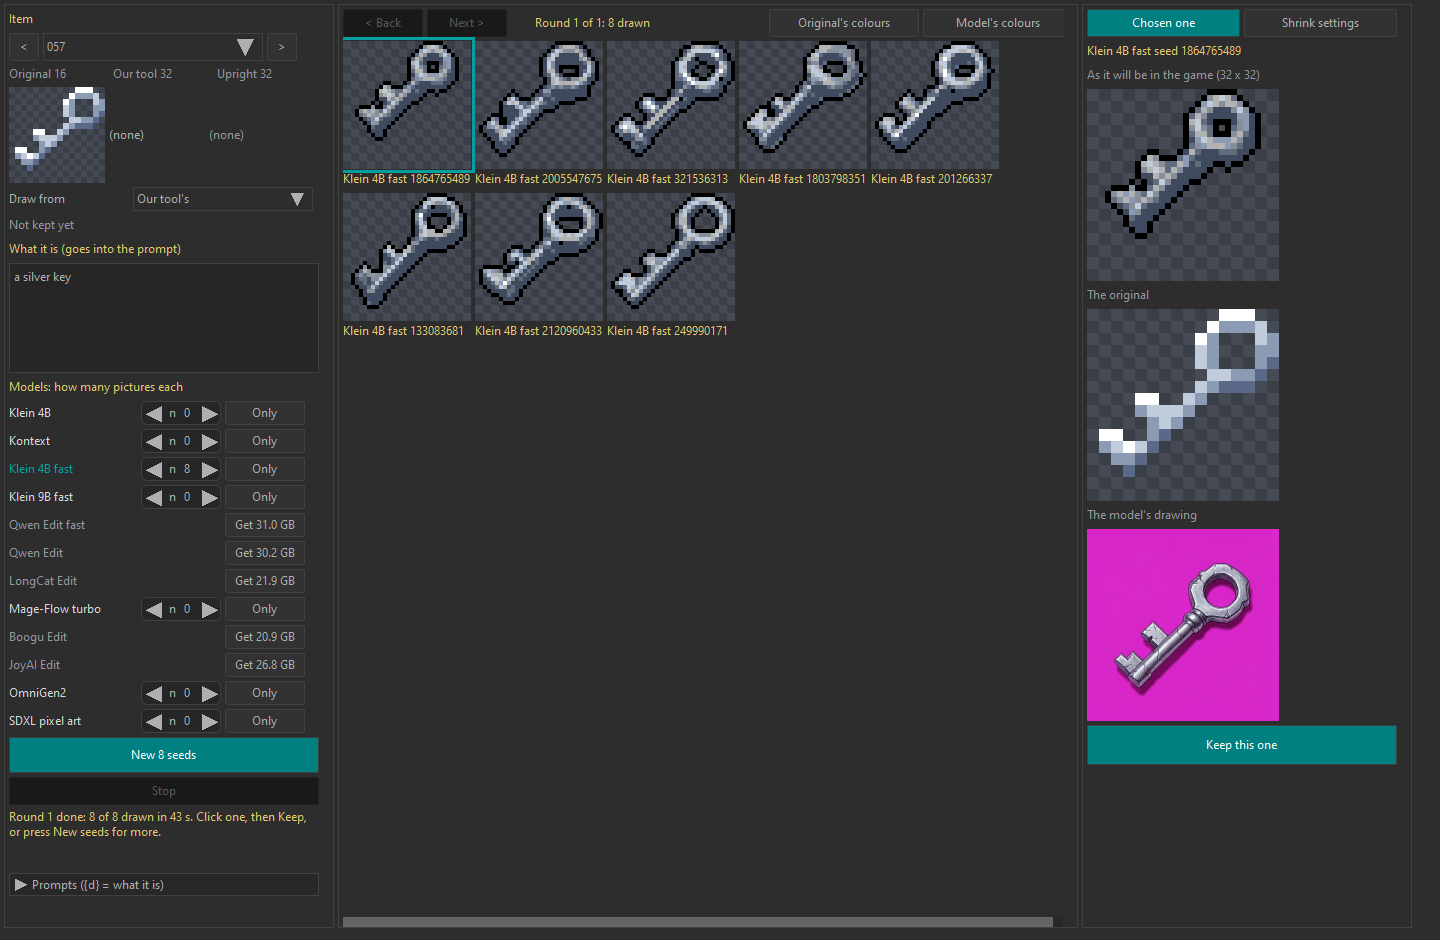 Item
<
057
>
Original 16
Our tool 32
Upright 32
(none)
(none)
Draw from
Our tool's
Not kept yet
What it is (goes into the prompt)
a silver key
Models: how many pictures each
Klein 4B
n 0
Only
Kontext
n 0
Only
Klein 4B fast
n 8
Only
Klein 9B fast
n 0
Only
Qwen Edit fast
Get 31.0 GB
Qwen Edit
Get 30.2 GB
LongCat Edit
Get 21.9 GB
Mage-Flow turbo
n 0
Only
Boogu Edit
Get 20.9 GB
JoyAI Edit
Get 26.8 GB
OmniGen2
n 0
Only
SDXL pixel art
n 0
Only
New 8 seeds
Stop
Round 1 done: 8 of 8 drawn in 43 s. Click one, then Keep,
or press New seeds for more.
Prompts ({d} = what it is)
< Back
Next >
Round 1 of 1: 8 drawn
Original's colours
Model's colours
Klein 4B fast 1864765489
Klein 4B fast 2005547675
Klein 4B fast 321536313
Klein 4B fast 1803798351
Klein 4B fast 201266337
Klein 4B fast 133083681
Klein 4B fast 2120960433
Klein 4B fast 249990171
Chosen one
Shrink settings
Klein 4B fast seed 1864765489
As it will be in the game (32 x 32)
The original
The model's drawing
Keep this one